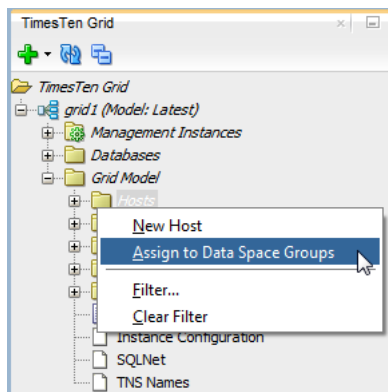 TimesTen Grid
TimesTen Grid
grid1 (Model: Latest)
Management Instances
Databases
Grid Model
Hosts
New Host
Assign to Data Space Groups
Filter...
Clear Filter
Instance Configuration
SQLNet
TNS Names